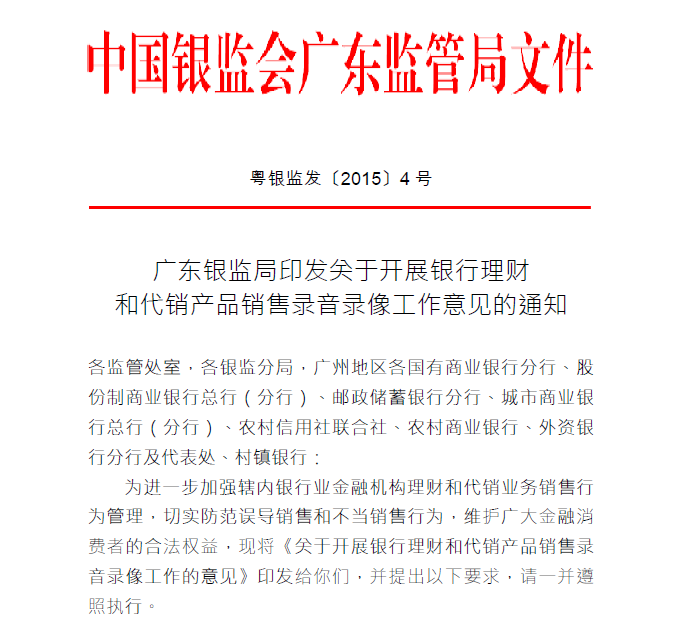 中国银监会广东监管局文件
粤银监发〔2015〕4 号
广东银监局印发关于开展银行理财
和代销产品销售录音录像工作意见的通知
各监管处室，各银监分局，广州地区各国有商业银行分行、股
份制商业银行总行（分行）、邮政储蓄银行分行、城市商业银
行总行（分行）、农村信用社联合社、农村商业银行、外资银
行分行及代表处、村镇银行：
为进一步加强辖内银行业金融机构理财和代销业务销售行
为管理，切实防范误导销售和不当销售行为，维护广大金融消
费者的合法权益，现将《关于开展银行理财和代销产品销售录
音录像工作的意见》印发给你们，并提出以下要求，请一并遵
照执行。